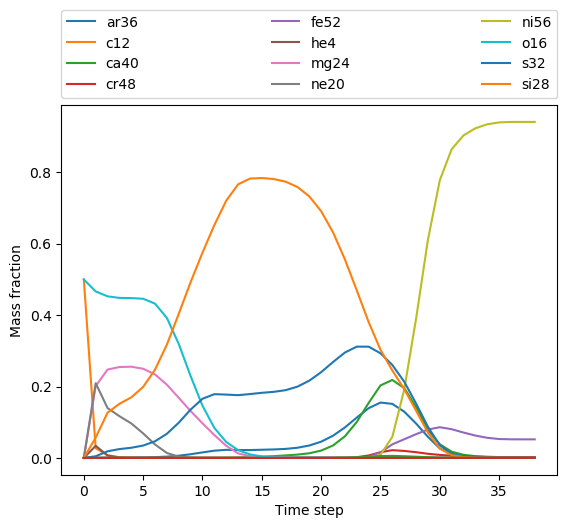 ar36 fe52 ni56
c12 he4 o16
ca40 mg24 s32
cr48 ne20 si28
0.8
0.6
0.4
0.2
0.0
Mass fraction
0 5 10 15 20 25 30 35
Time step